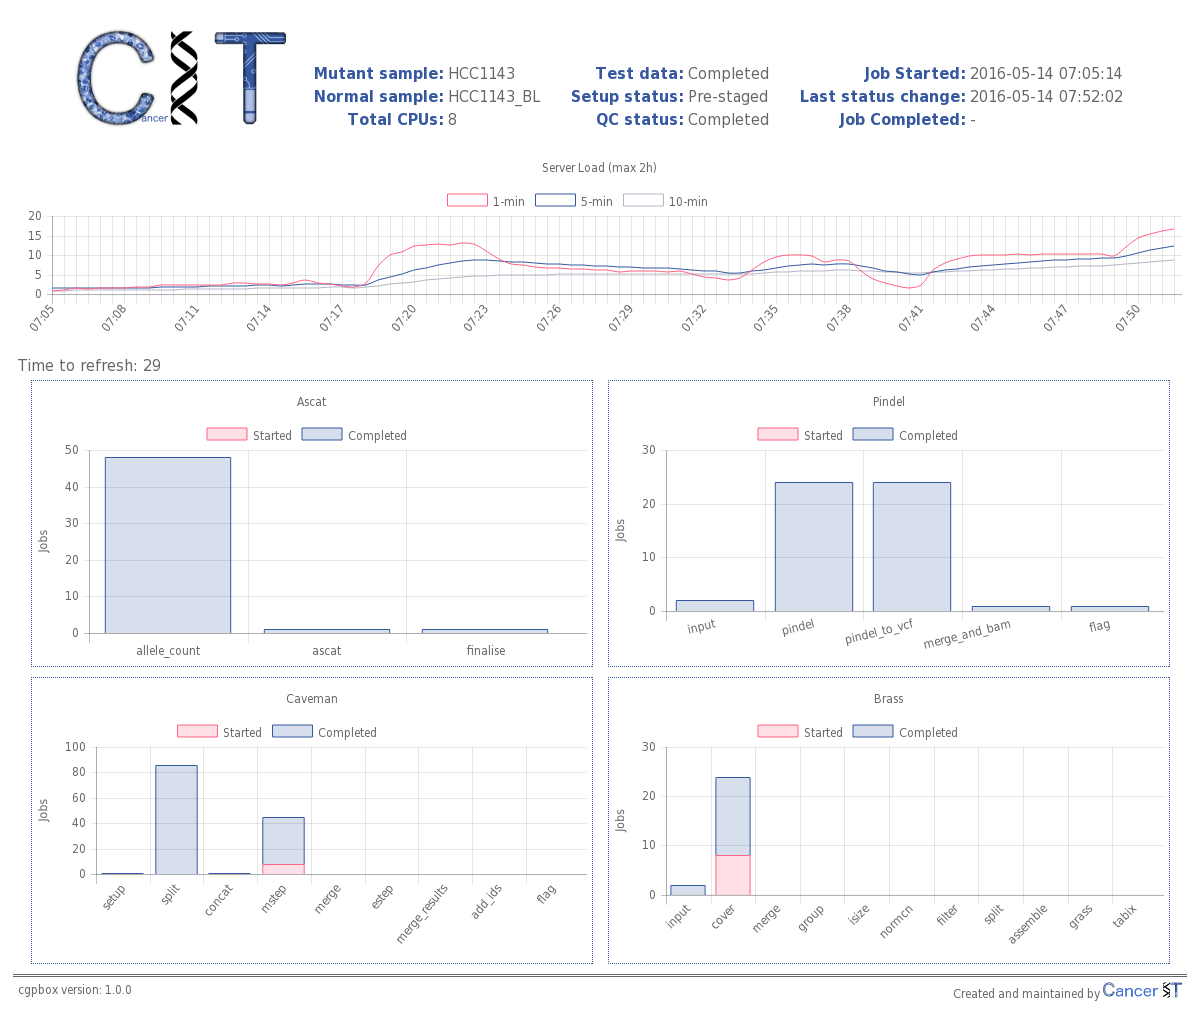 C T
ancer
Mutant sample: HCC1143
Normal sample: HCC1143_BL
Total CPUs: 8
Test data: Completed
Setup status: Pre-staged
QC status: Completed
Job Started: 2016-05-14 07:05:14
Last status change: 2016-05-14 07:52:02
Job Completed: -
Server Load (max 2h)
1-min 5-min 10-min
20
15
10
5
0
07:05 07:08 07:11 07:14 07:17 07:20 07:23 07:26 07:29 07:32 07:35 07:38 07:41 07:44 07:47 07:50
Time to refresh: 29
Ascat
Started Completed
Jobs
50
40
30
20
10
0
allele_count ascat finalise
Pindel
Started Completed
Jobs
30
20
10
0
input pindel pindel_to_vcf merge_and_bam flag
Caveman
Started Completed
Jobs
100
80
60
40
20
0
setup split concat mstep merge estep merge_results add_ids flag
Brass
Started Completed
Jobs
30
20
10
0
input cover merge group isize normcn filter split assemble grass tabix
cgpbox version: 1.0.0
Created and maintained by Cancer IT